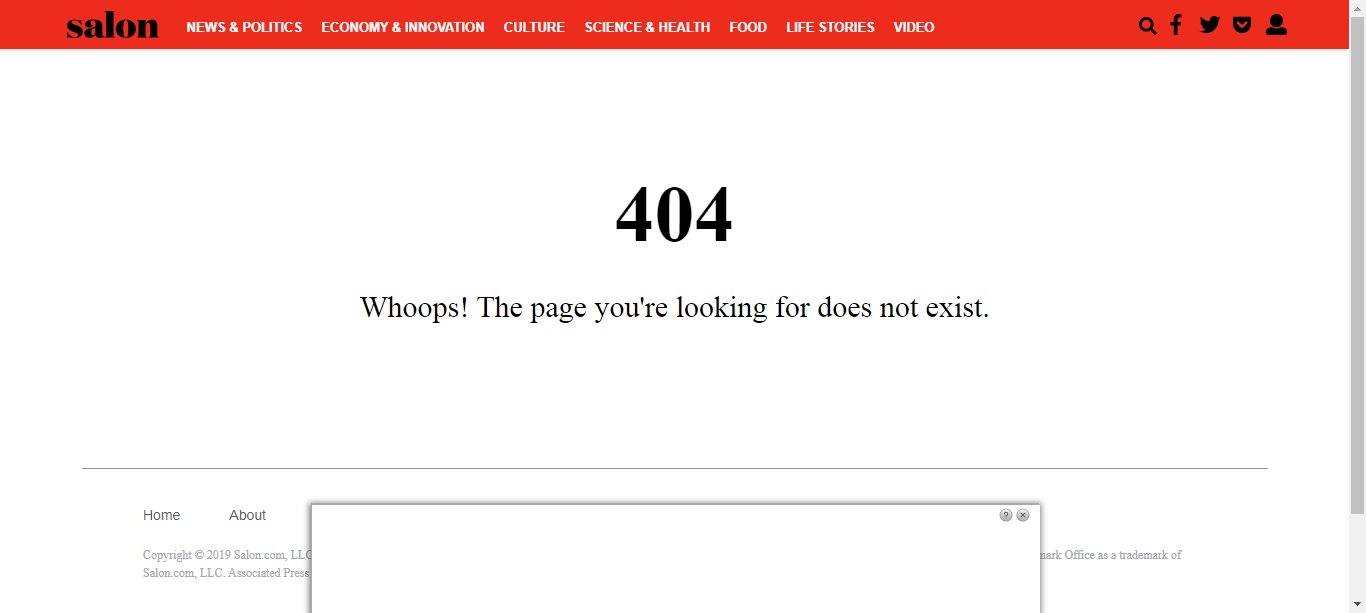 salon NEWS & POLITICS ECONOMY & INNOVATION CULTURE SCIENCE & HEALTH FOOD LIFE STORIES VIDEO
404
Whoops! The page you're looking for does not exist.
Home About
Copyright © 2019 Salon.com, LLC mark Office as a trademark of
Salon.com, LLC. Associated Press